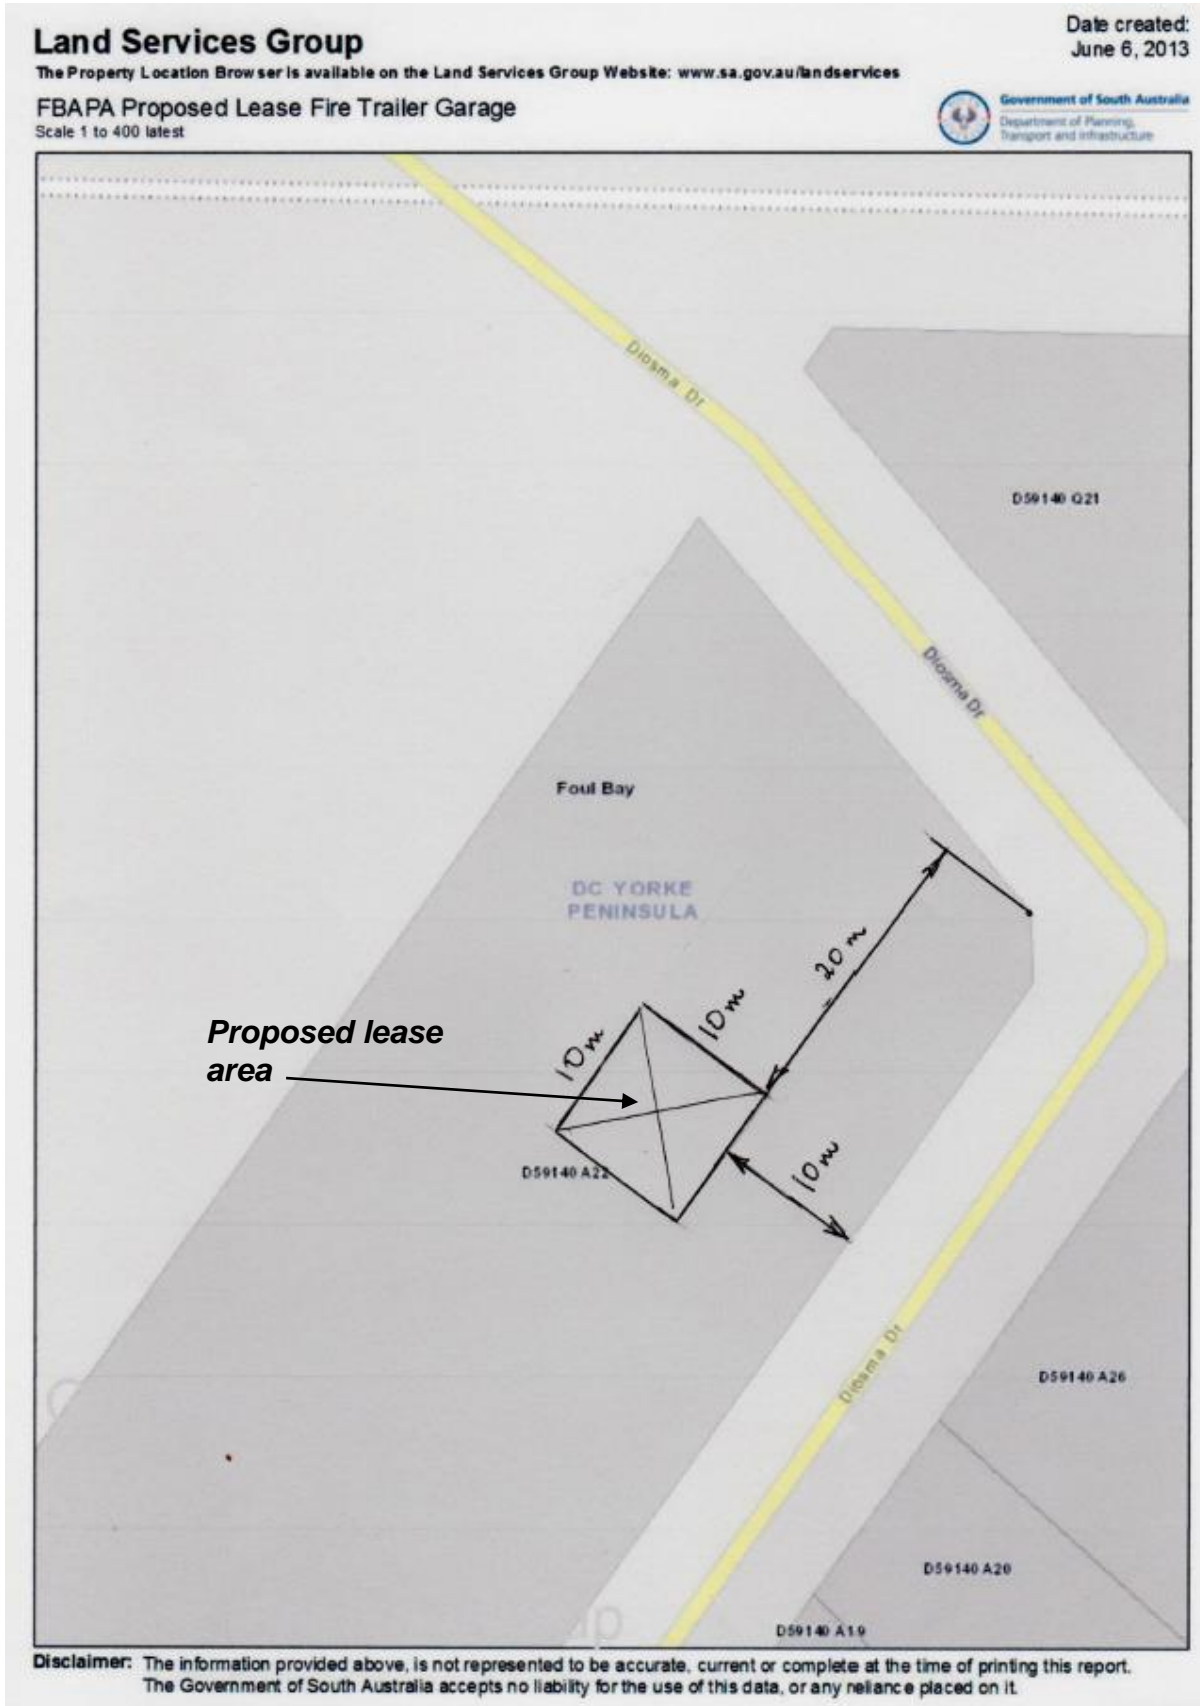 Land Services Group
Date created:
June 6, 2013
The Property Location Browser is available on the Land Services Group Website: www.sa.gov.au/landservices
FBAPA Proposed Lease Fire Trailer Garage
Scale 1 to 400 latest
Government of South Australia
Department of Planning,
Transport and Infrastructure
Diosma Dr
D59140 Q21
Diosma Dr
Foul Bay
DC YORKE
PENINSULA
20m
10m
10m
Proposed lease
area
D59140 A22
10m
Diosma Dr
D59140 A26
D59140 A20
D59140 A19
Disclaimer: The information provided above, is not represented to be accurate, current or complete at the time of printing this report.
The Government of South Australia accepts no liability for the use of this data, or any reliance placed on it.